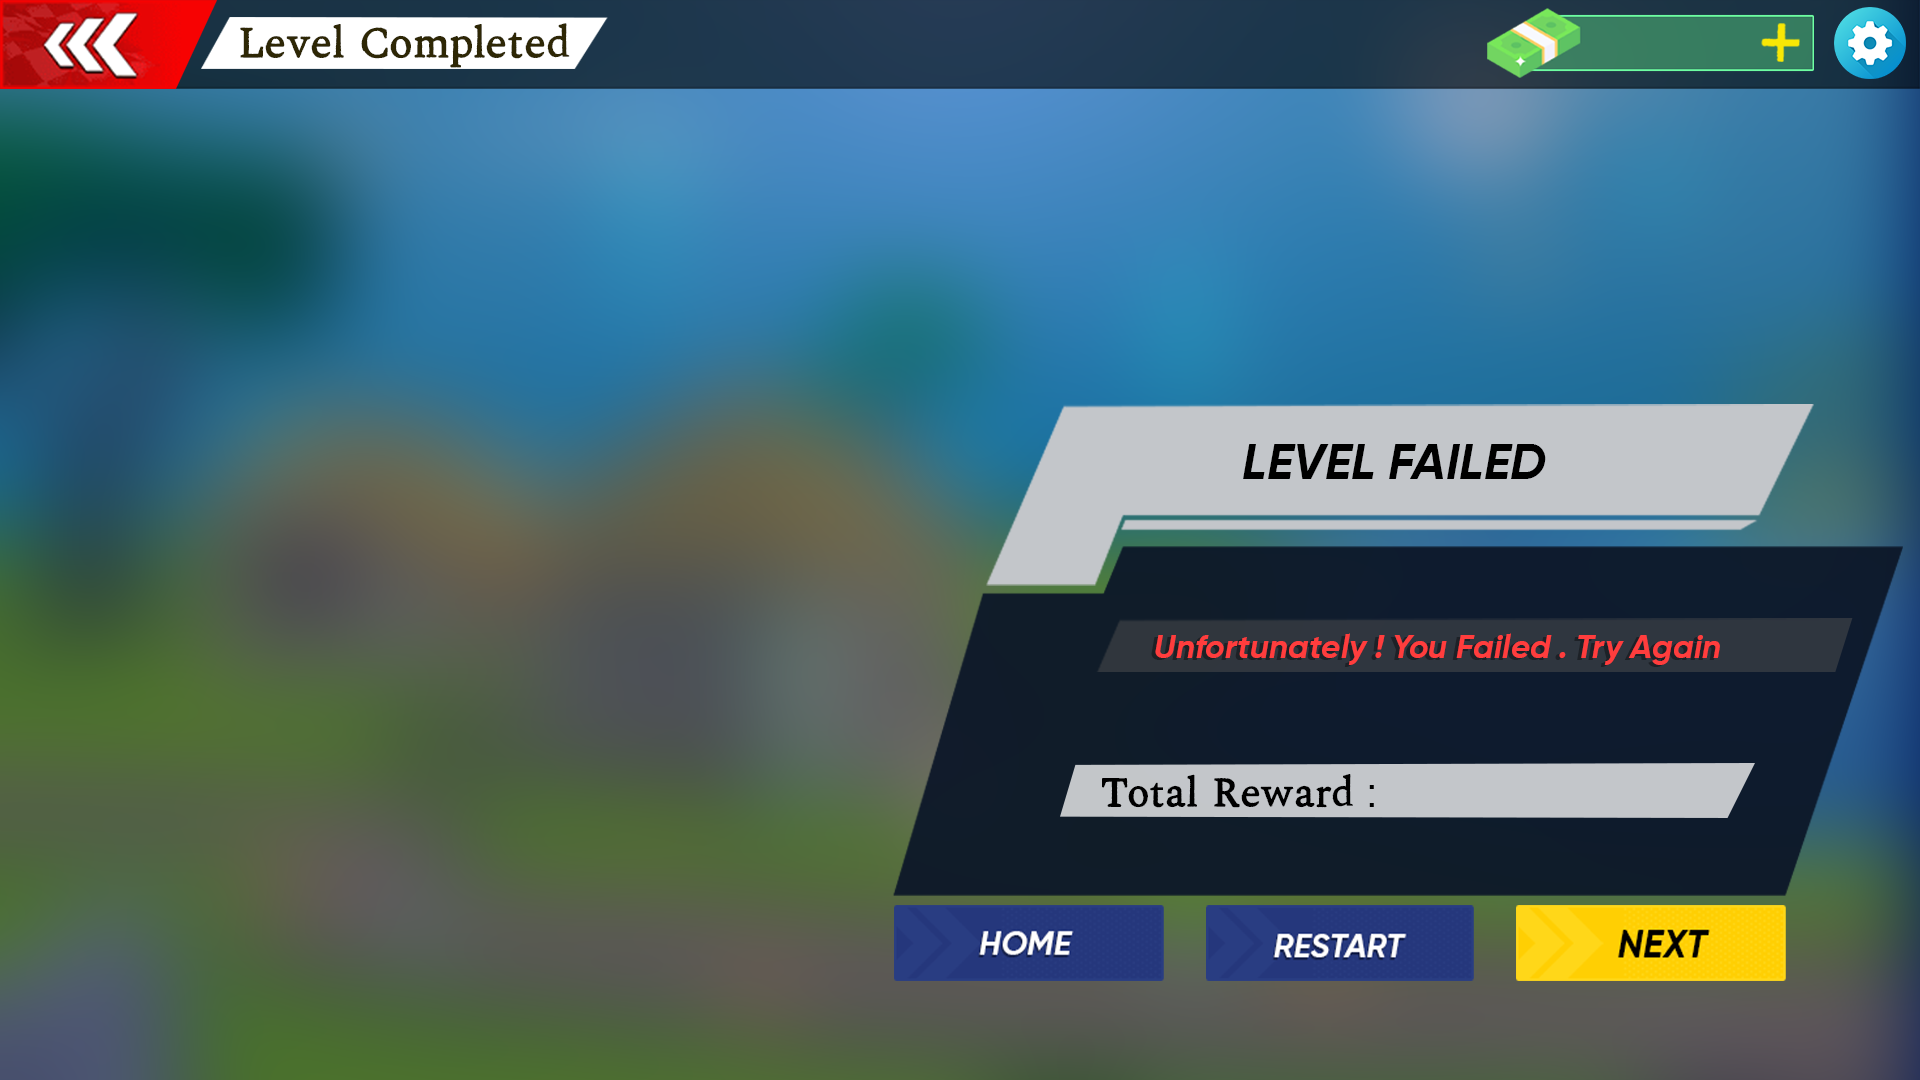 Level Completed
LEVEL FAILED
Unfortunately ! You Failed . Try Again
Total Reward :
HOME
RESTART
NEXT